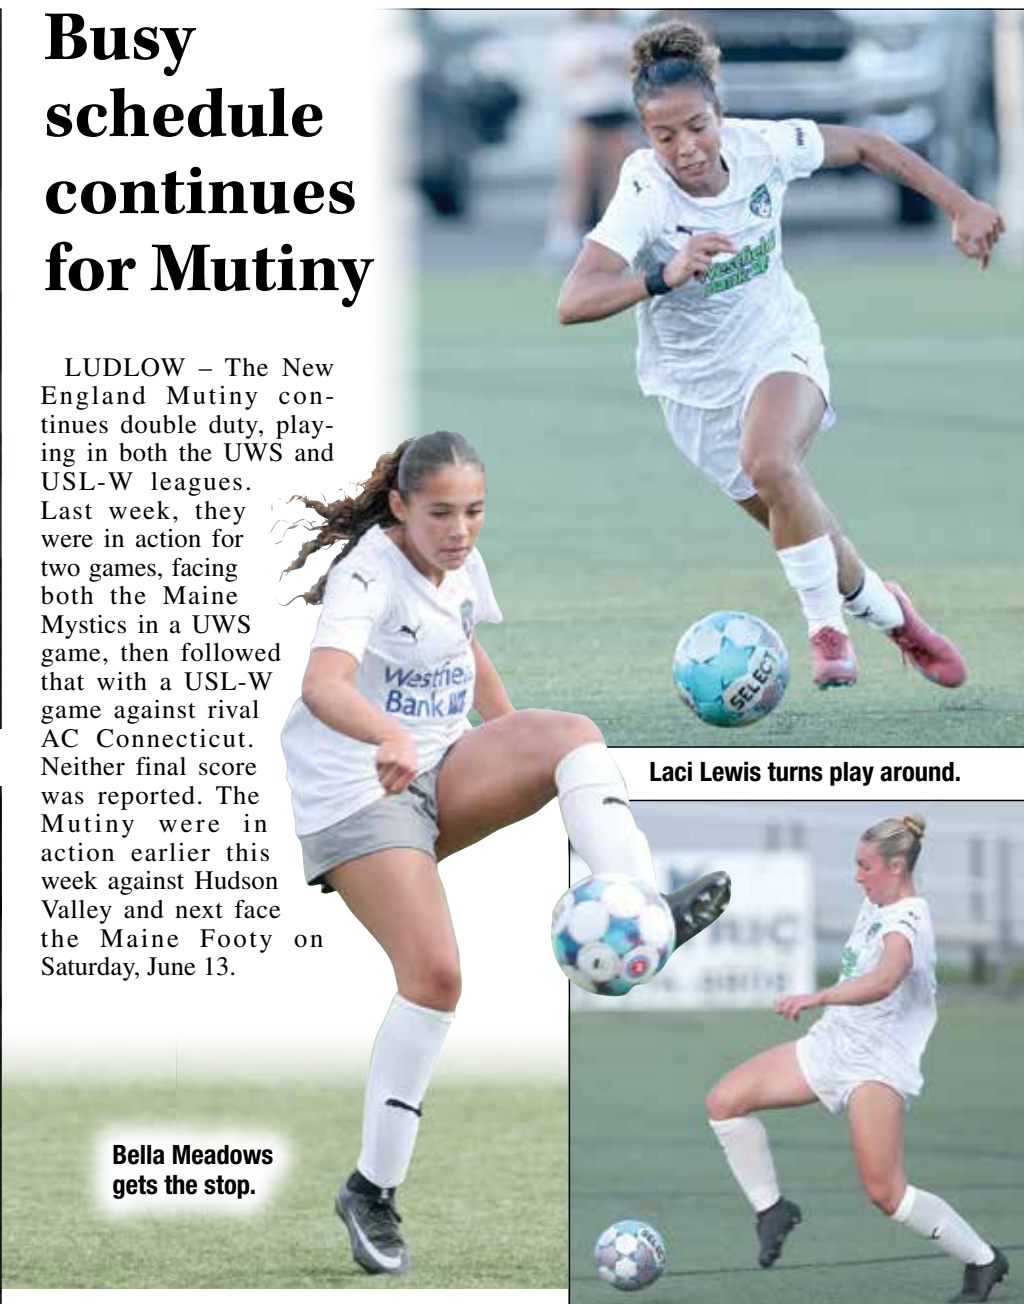 Busy
schedule
continues
for Mutiny
LUDLOW – The New
England Mutiny con-
tinues double duty, play-
ing in both the UWS and
USL-W leagues.
Last week, they
were in action for
two games, facing
both the Maine
Mystics in a UWS
game, then followed
that with a USL-W
game against rival
AC Connecticut.
Neither final score
was reported. The
Mutiny were in
action earlier this
week against Hudson
Valley and next face
the Maine Footy on
Saturday, June 13.
Westfield
Bank
SELECT
Laci Lewis turns play around.
Westfiel
Bank
Bella Meadows
gets the stop.
SELECT